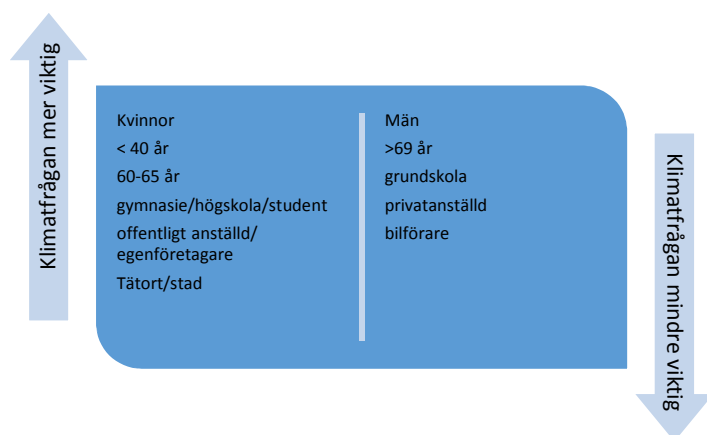 Klimatfrågan mer viktig
Kvinnor
< 40 år
60-65 år
gymnasie/högskola/student
offentligt anställd/
egenföretagare
Tätort/stad
Män
>69 år
grundskola
privatanställd
bilförare
Klimatfrågan mindre viktig